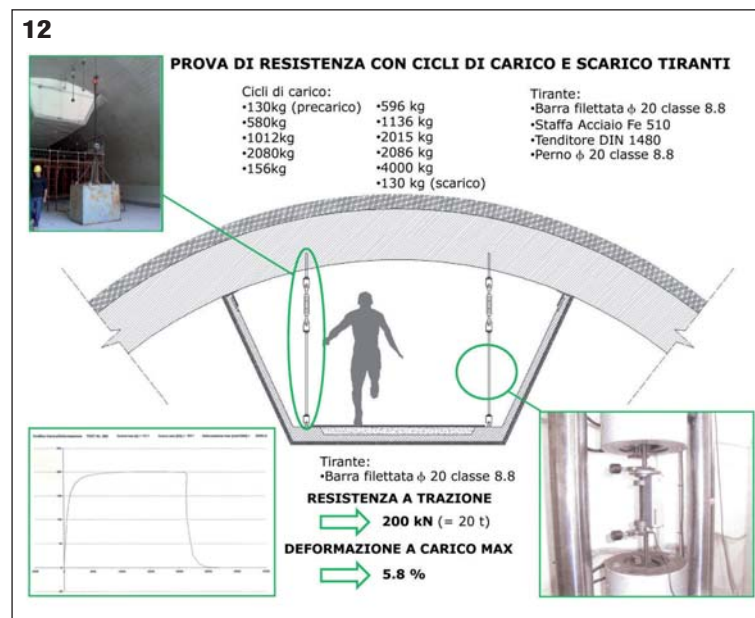 12
PROVA DI RESISTENZA CON CICLI DI CARICO E SCARICO TIRANTI
Cicli di carico:
•130kg (precarico)
•580kg
•1012kg
•2080kg
•156kg
•596 kg
•1136 kg
•2015 kg
•2086 kg
•4000 kg
•130 kg (scarico)
Tirante:
•Barra filettata ϕ 20 classe 8.8
•Staffa Acciaio Fe 510
•Tenditore DIN 1480
•Perno ϕ 20 classe 8.8
Tirante:
•Barra filettata ϕ 20 classe 8.8
RESISTENZA A TRAZIONE
200 kN (= 20 t)
DEFORMAZIONE A CARICO MAX
5.8 %